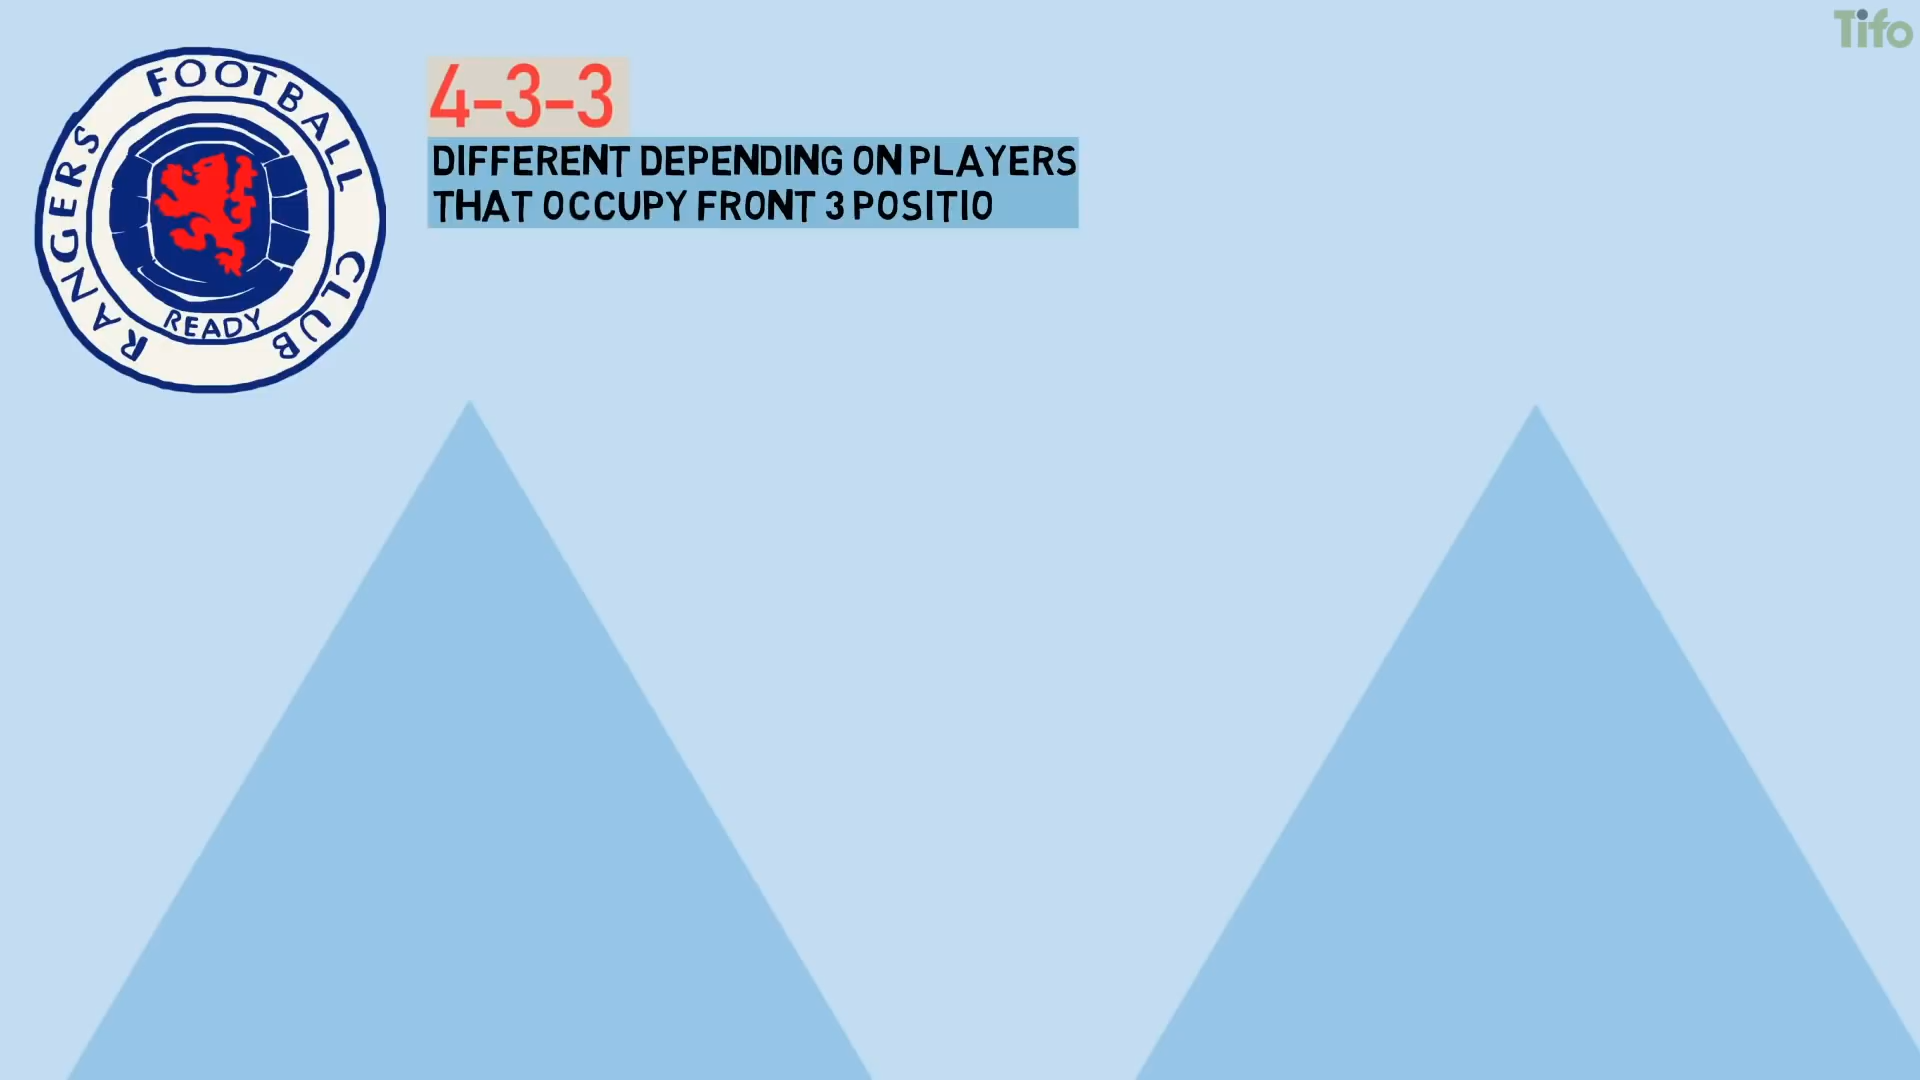 Tifo
RANGERS FOOTBALL CLUB
READY
4-3-3
DIFFERENT DEPENDING ON PLAYERS
THAT OCCUPY FRONT 3 POSITIO